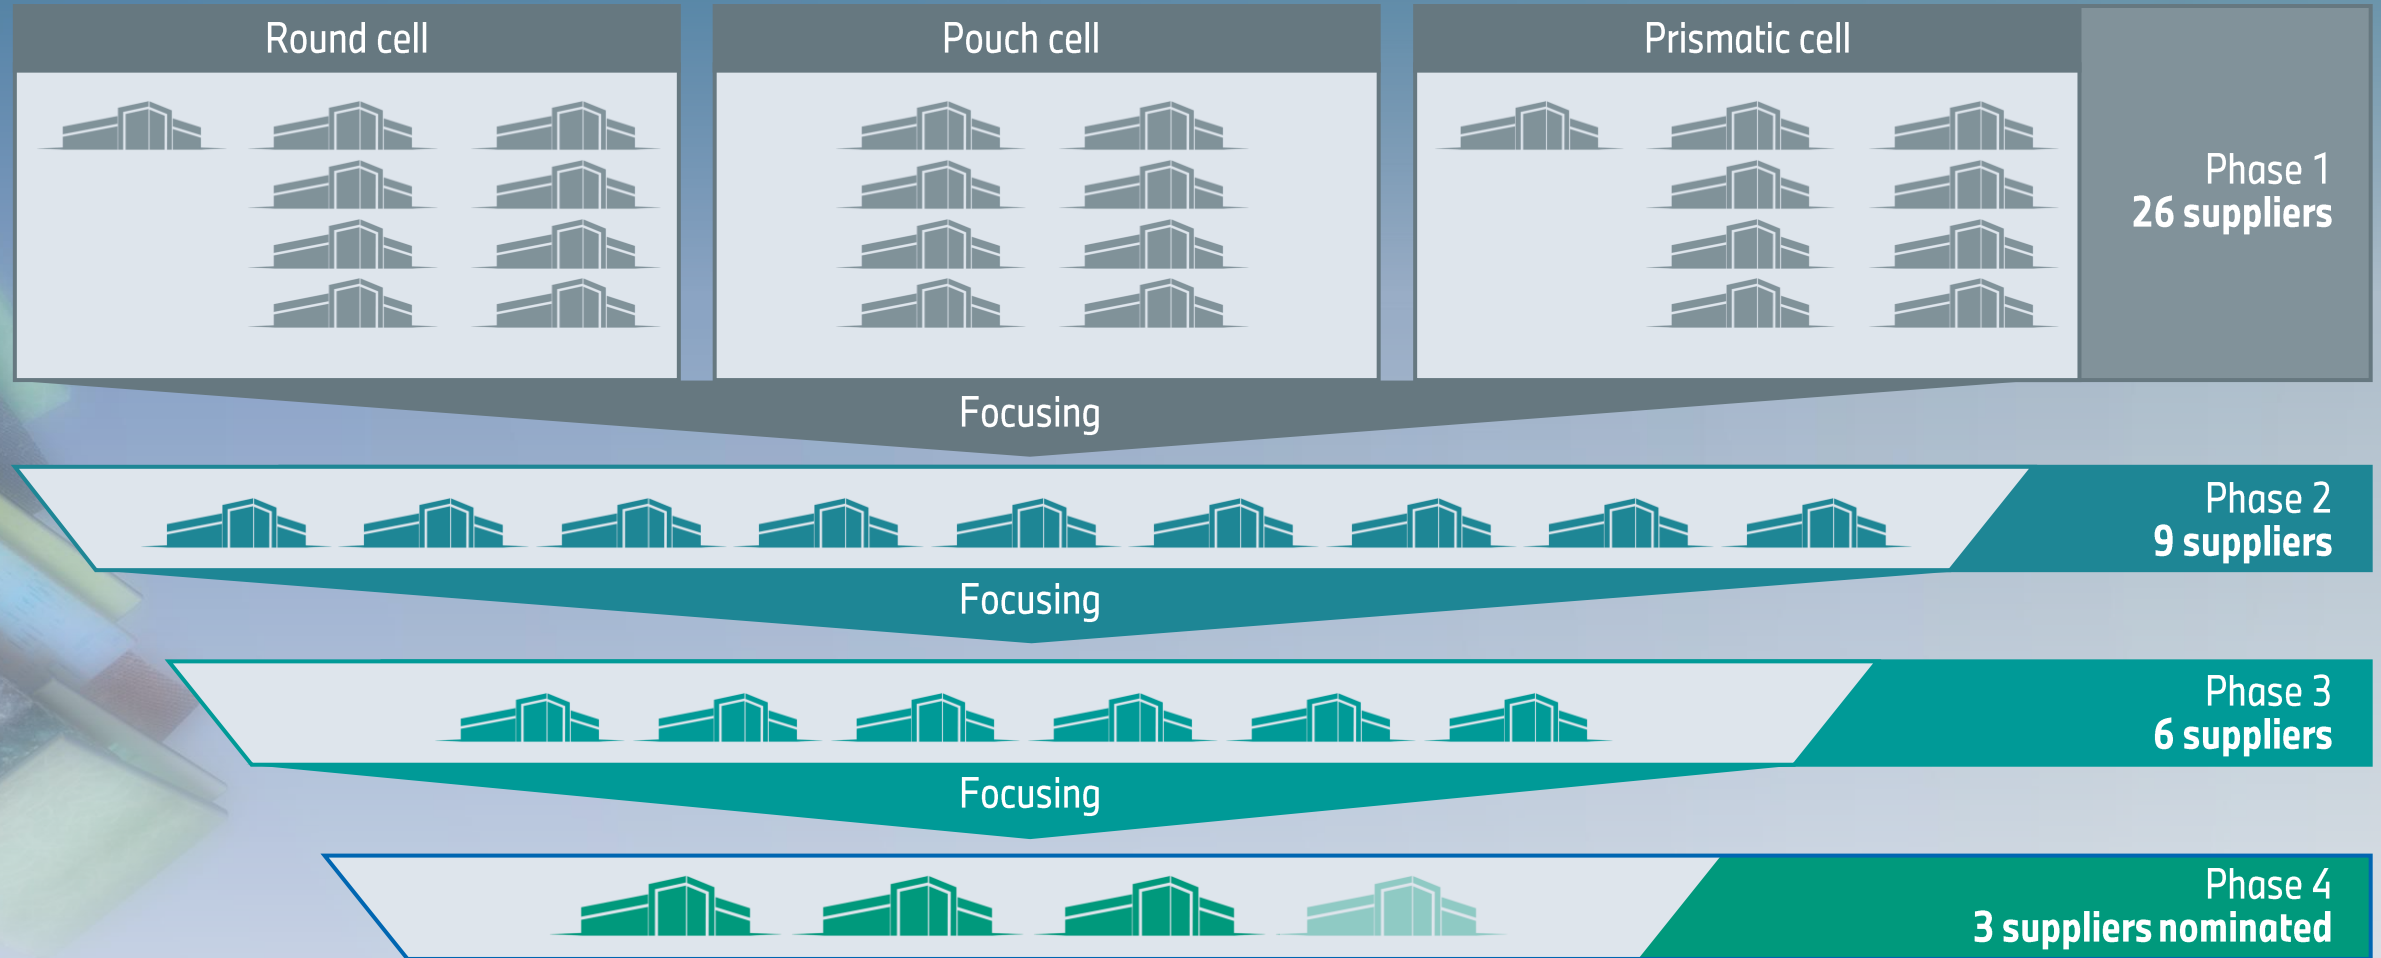 Round cell
Pouch cell
Prismatic cell
Phase 1
26 suppliers
Focusing
Phase 2
9 suppliers
Focusing
Phase 3
6 suppliers
Focusing
Phase 4
3 suppliers nominated